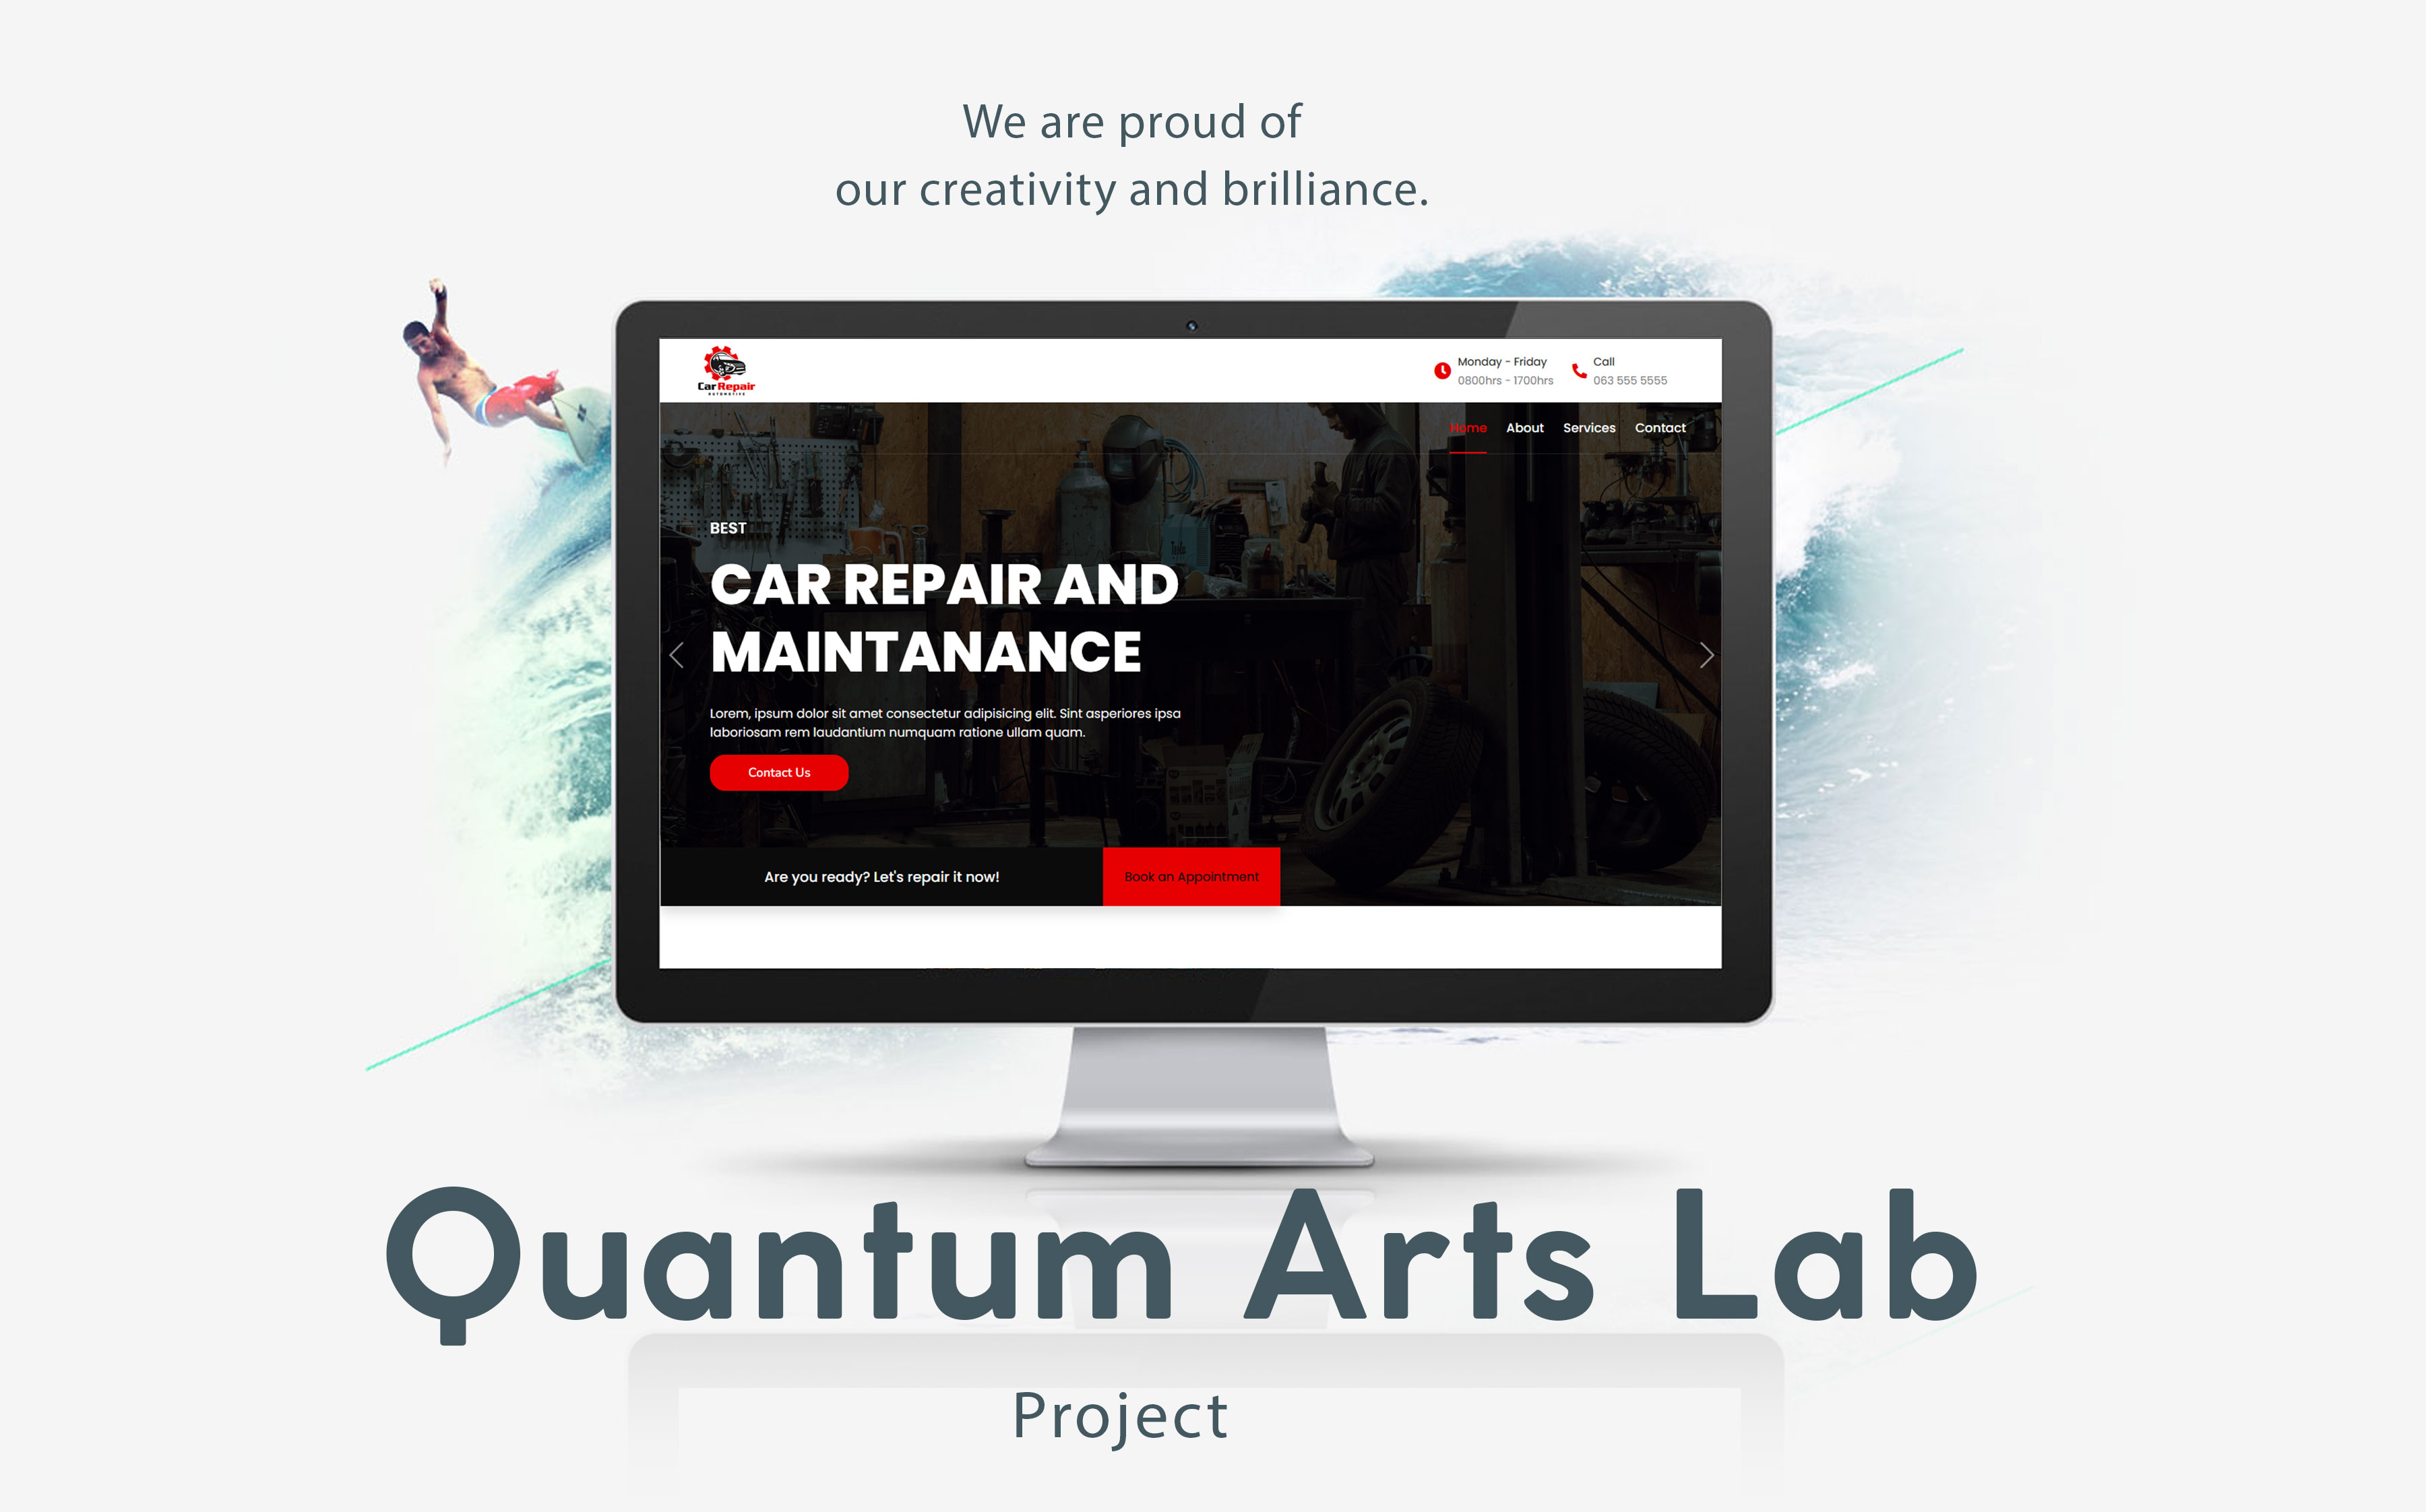 We are proud of
our creativity and brilliance.
Car Repair
AUTOMOTIVE
Monday - Friday
0800hrs - 1700hrs
Call
063 555 5555
Home About Services Contact
BEST
CAR REPAIR AND
MAINTANANCE
Lorem, ipsum dolor sit amet consectetur adipisicing elit. Sint asperiores ipsa
laboriosam rem laudantium numquam ratione ullam quam.
Contact Us
Are you ready? Let's repair it now!
Book an Appointment
Quantum Arts Lab
Project